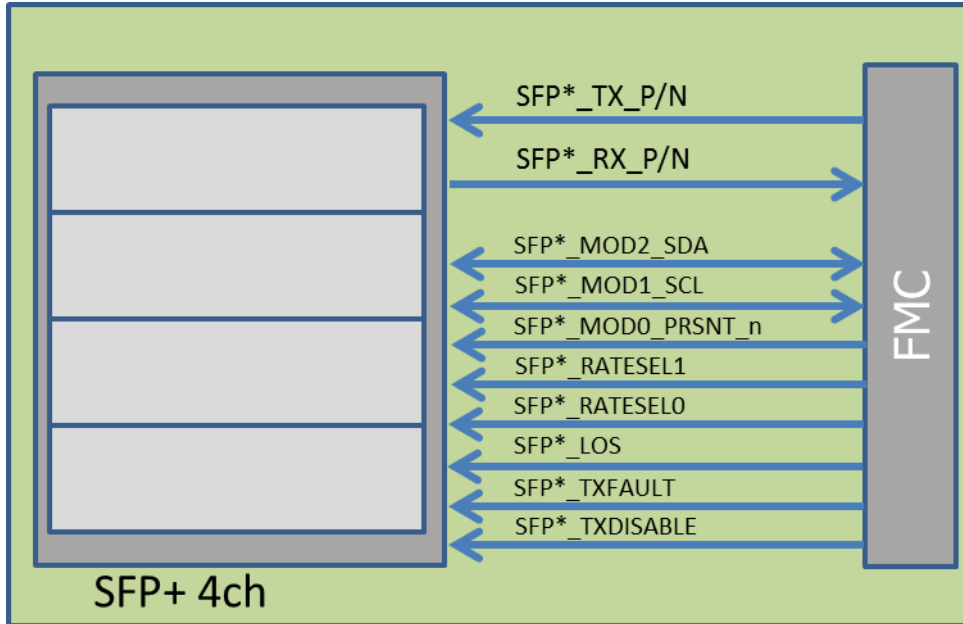 SFP*_TX_P/N
SFP*_RX_P/N
SFP*_MOD2_SDA
SFP*_MOD1_SCL
SFP*_MOD0_PRSNT_n
SFP*_RATESEL1
SFP*_RATESEL0
SFP*_LOS
SFP*_TXFAULT
SFP*_TXDISABLE
FMC
SFP+ 4ch